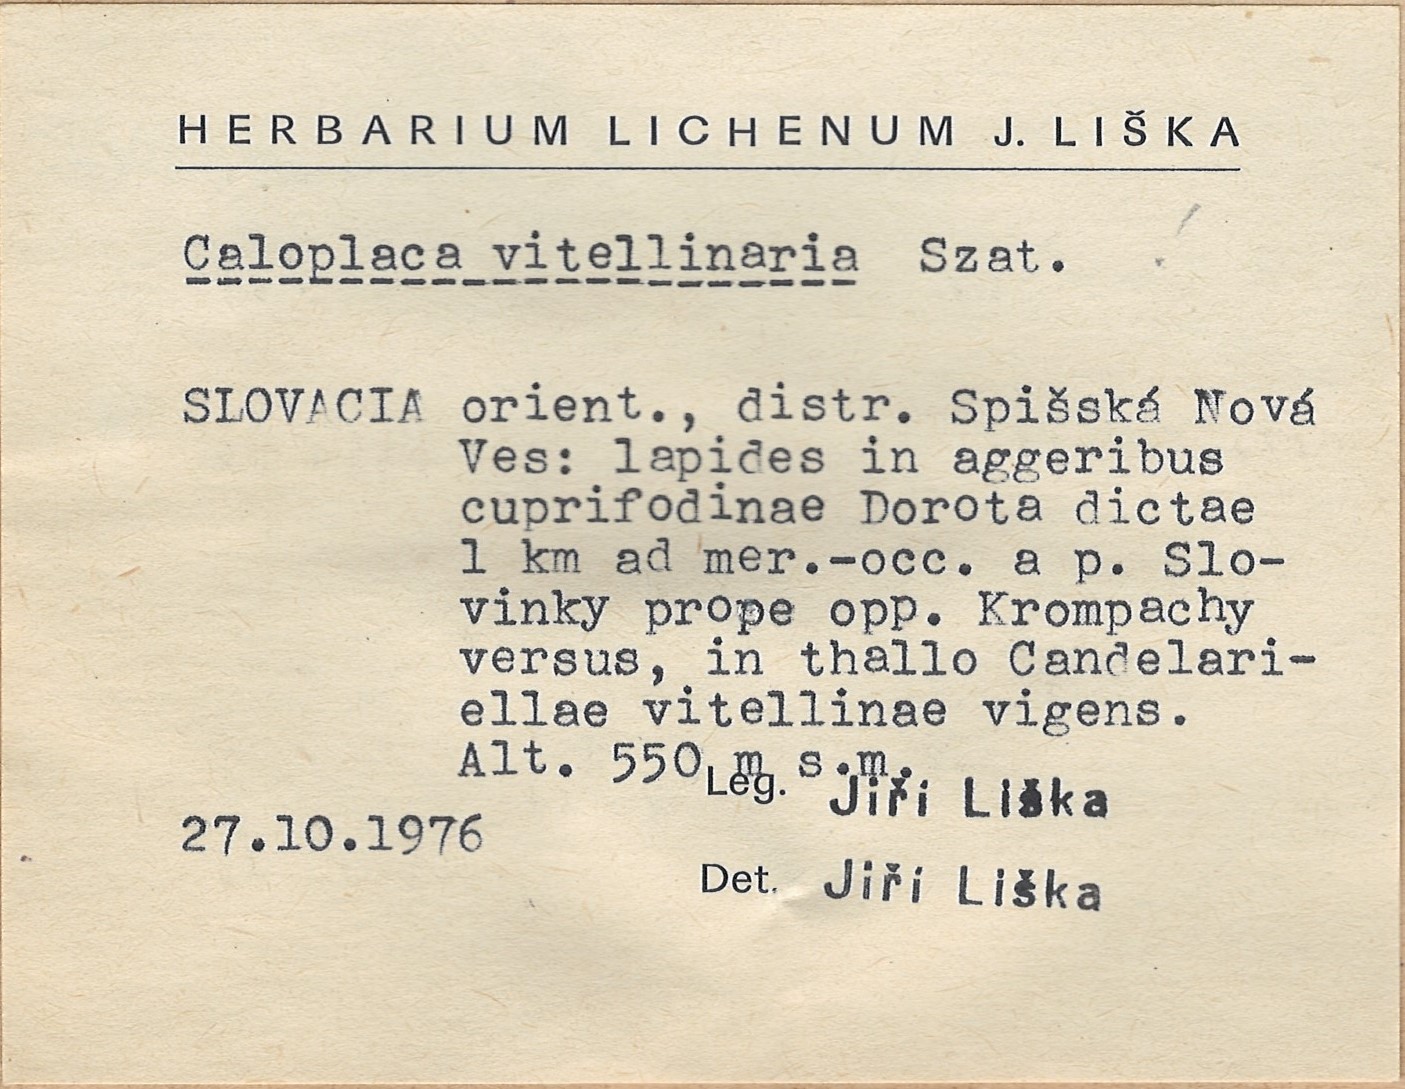 HERBARIUM LICHENUM J. LIŠKA
Caloplaca vitellinaria Szat.
SLOVACIA orient., distr. Spišská Nová
Ves: lapides in aggeribus
cuprifodinae Dorota dictae
1 km ad mer.-occ. a p. Slo-
vinky prope opp. Krompachy
versus, in thallo Candelari-
ellae vitellinae vigens.
Alt. 550 m s.m.
Leg. Jiří Liška
27.10.1976
Det. Jiří Liška